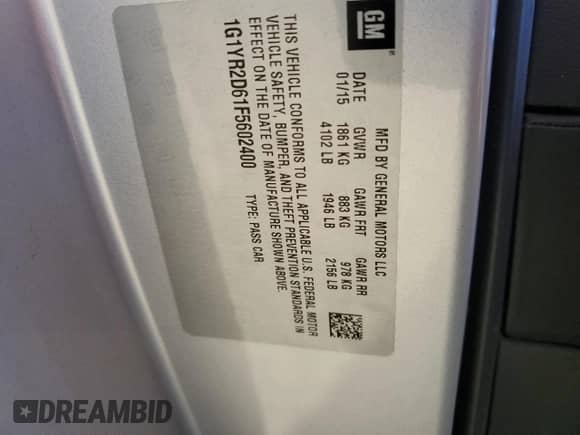 GM
MFD BY GENERAL MOTORS LLC
DATE GVWR GAWR FRT GAWR RR
01/15 1861 KG 883 KG 978 KG
4102 LB 1946 LB 2156 LB
THIS VEHICLE CONFORMS TO ALL APPLICABLE U.S. FEDERAL MOTOR
VEHICLE SAFETY, BUMPER, AND THEFT PREVENTION STANDARDS IN
EFFECT ON THE DATE OF MANUFACTURE SHOWN ABOVE.
1G1YR2D61F5602400 TYPE: PASS CAR
DREAMBID